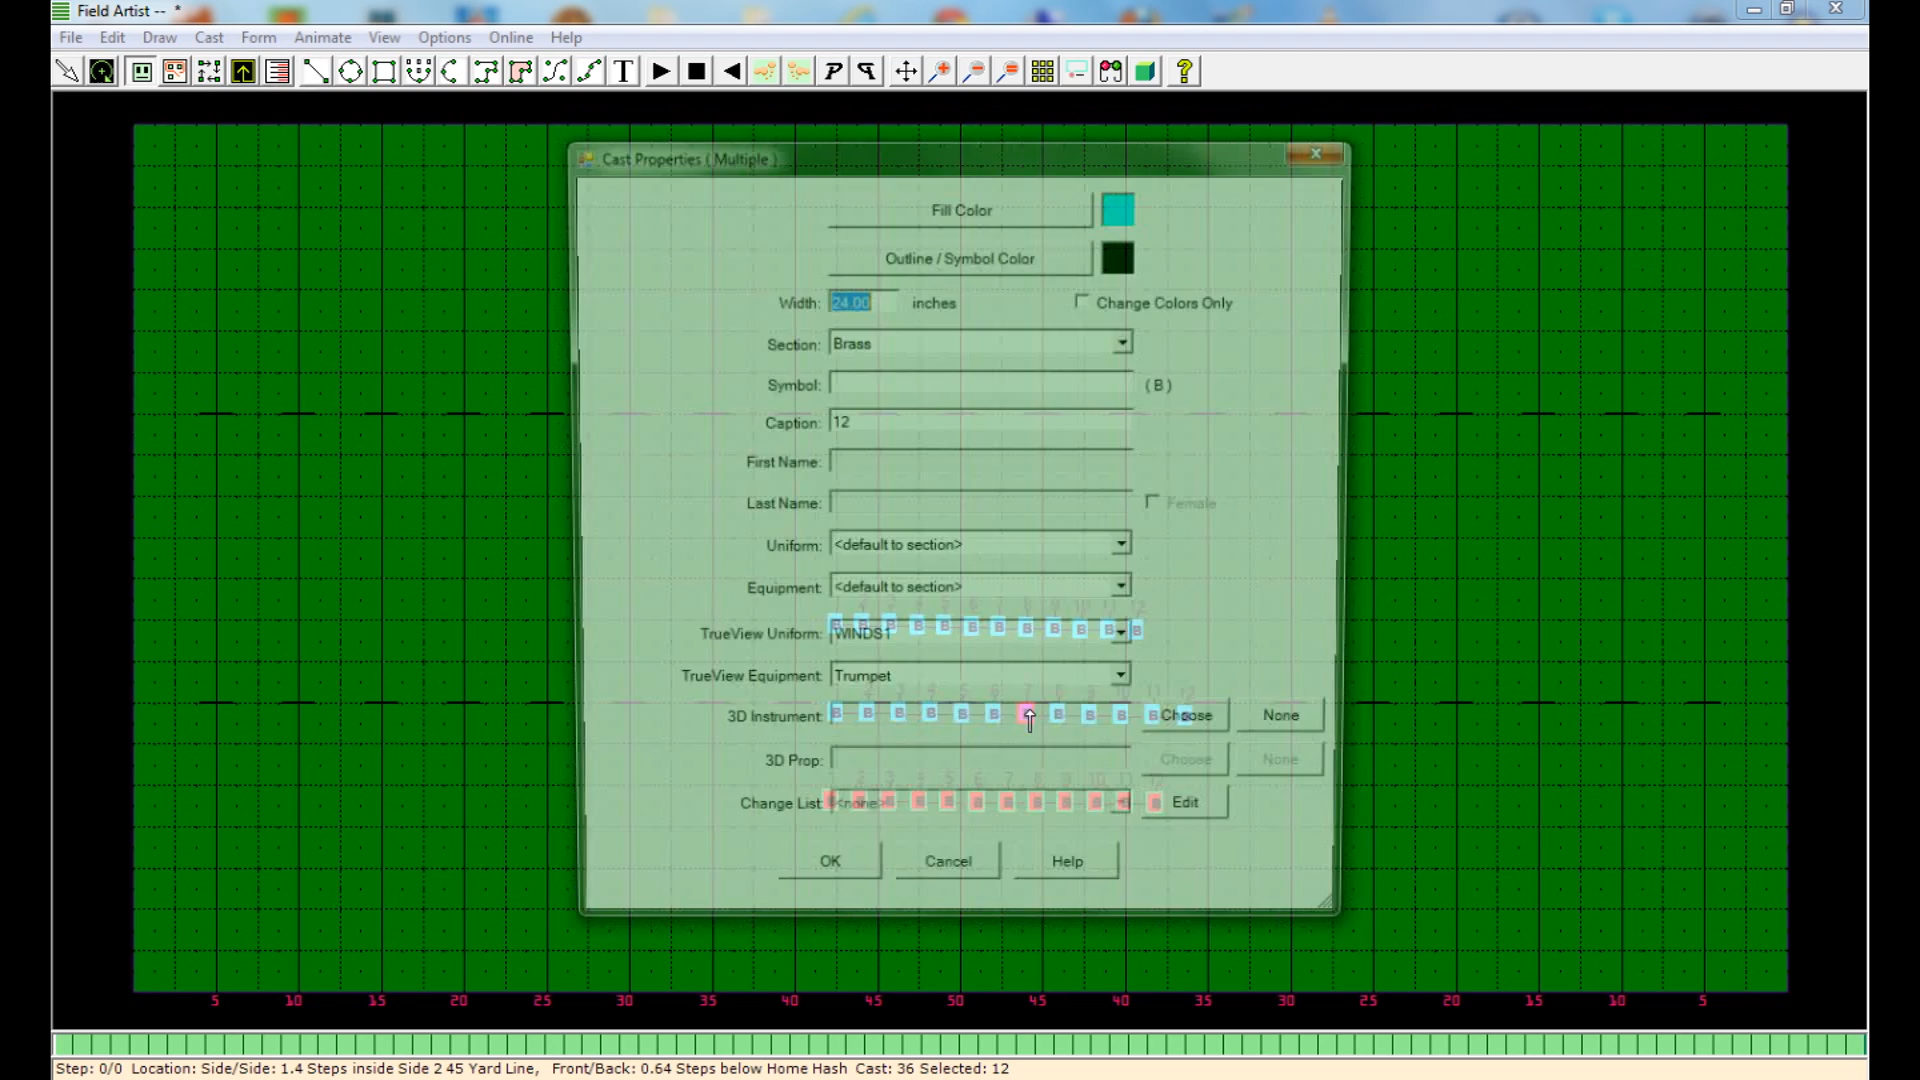 Field Artist -- *
File Edit Draw Cast Form Animate View Options Online Help
Cast Properties ( Multiple )
Fill Color
Outline / Symbol Color
Width: 24.00 inches Change Colors Only
Section: Brass
Symbol: ( B )
Caption: 12
First Name:
Last Name: Female
Uniform: <default to section>
Equipment: <default to section>
TrueView Uniform: WINDS1
TrueView Equipment: Trumpet
3D Instrument: Choose None
3D Prop: Choose None
Change List: <none> Edit
OK Cancel Help
5 10 15 20 25 30 35 40 45 50 45 40 35 30 25 20 15 10 5
Step: 0/0 Location: Side/Side: 1.4 Steps inside Side 2 45 Yard Line, Front/Back: 0.64 Steps below Home Hash Cast: 36 Selected: 12